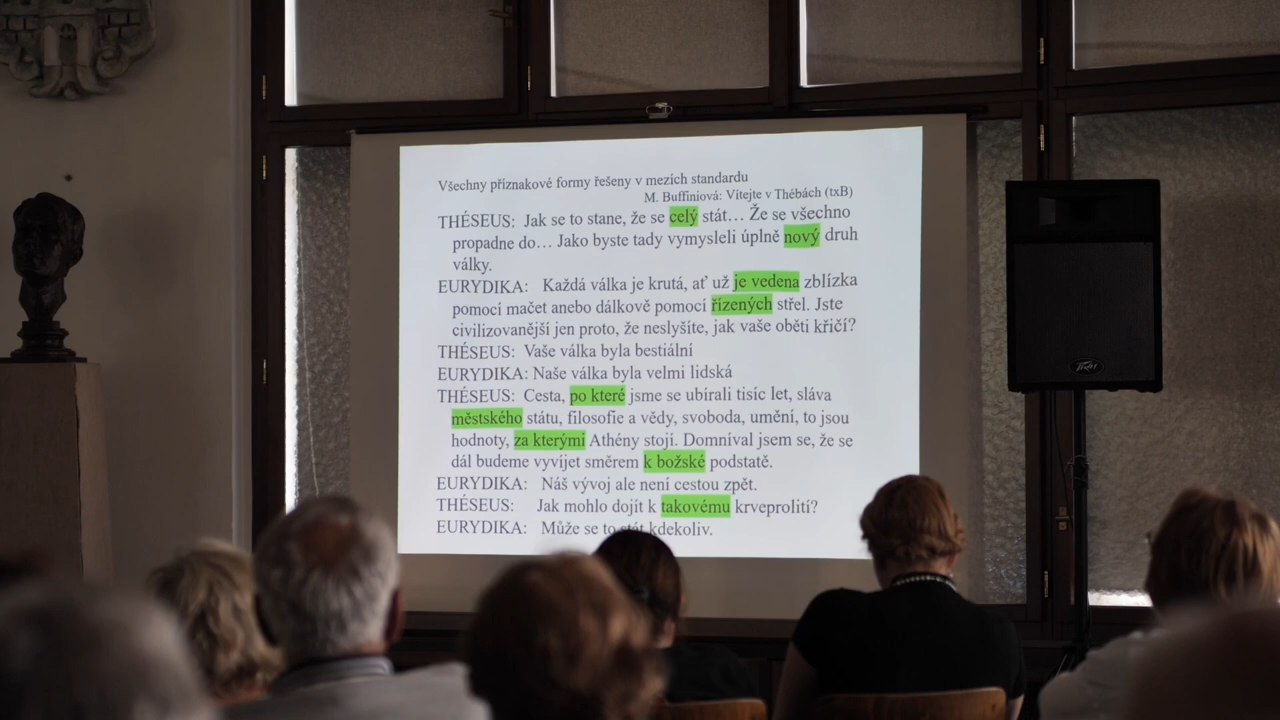 Všechny příznakové formy řešeny v mezích standardu
M. Buffiniová: Vítejte v Thébách (txB)
THÉSEUS: Jak se to stane, že se celý stát… Že se všechno
propadne do… Jako byste tady vymysleli úplně nový druh
války.
EURYDIKA: Každá válka je krutá, ať už je vedena zblízka
pomocí mačet anebo dálkově pomocí řízených střel. Jste
civilizovanější jen proto, že neslyšíte, jak vaše oběti křičí?
THÉSEUS: Vaše válka byla bestiální
EURYDIKA: Naše válka byla velmi lidská
THÉSEUS: Cesta, po které jsme se ubírali tisíc let, sláva
městského státu, filosofie a vědy, svoboda, umění, to jsou
hodnoty, za kterými Athény stojí. Domníval jsem se, že se
dál budeme vyvíjet směrem k božské podstatě.
EURYDIKA: Náš vývoj ale není cestou zpět.
THÉSEUS: Jak mohlo dojít k takovému krveprolití?
EURYDIKA: Může se to stát kdekoliv.
Peavey